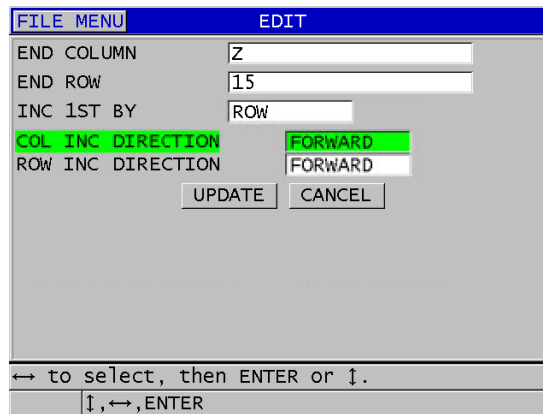 FILE MENU EDIT
END COLUMN Z
END ROW 15
INC 1ST BY ROW
COL INC DIRECTION FORWARD
ROW INC DIRECTION FORWARD
UPDATE CANCEL
↔ to select, then ENTER or ↕.
↕,↔,ENTER